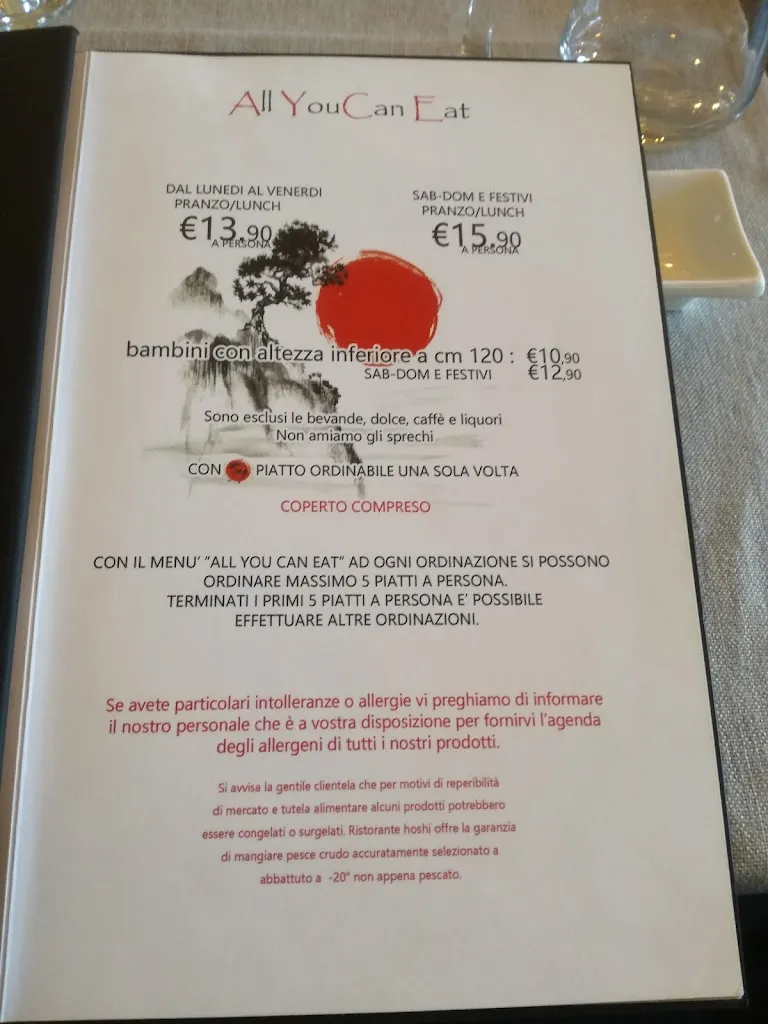 All You Can Eat
DAL LUNEDI AL VENERDI
PRANZO/LUNCH
€13,90
A PERSONA
SAB-DOM E FESTIVI
PRANZO/LUNCH
€15,90
A PERSONA
bambini con altezza inferiore a cm 120 : €10,90
SAB-DOM E FESTIVI €12,90
Sono esclusi le bevande, dolce, caffè e liquori
Non amiamo gli sprechi
CON PIATTO ORDINABILE UNA SOLA VOLTA
COPERTO COMPRESO
CON IL MENU' "ALL YOU CAN EAT" AD OGNI ORDINAZIONE SI POSSONO
ORDINARE MASSIMO 5 PIATTI A PERSONA.
TERMINATI I PRIMI 5 PIATTI A PERSONA E' POSSIBILE
EFFETTUARE ALTRE ORDINAZIONI.
Se avete particolari intolleranze o allergie vi preghiamo di informare
il nostro personale che è a vostra disposizione per fornirvi l'agenda
degli allergeni di tutti i nostri prodotti.
Si avvisa la gentile clientela che per motivi di reperibilità
di mercato e tutela alimentare alcuni prodotti potrebbero
essere congelati o surgelati. Ristorante hoshi offre la garanzia
di mangiare pesce crudo accuratamente selezionato a
abbattuto a -20° non appena pescato.